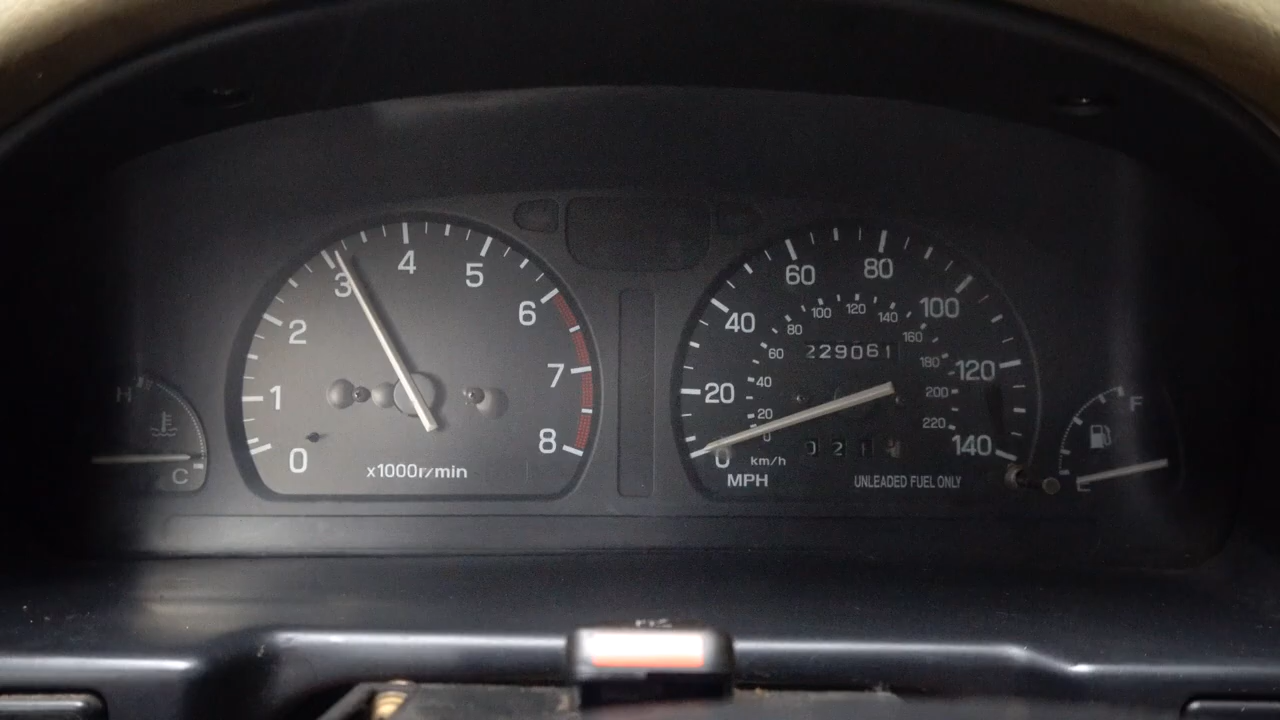 0 1 2 3 4 5 6 7 8
x1000r/min
0 20 40 60 80 100 120 140
MPH
0 20 40 60 80 100 120 140 160 180 200 220
km/h
229061
UNLEADED FUEL ONLY
H
C
F
E